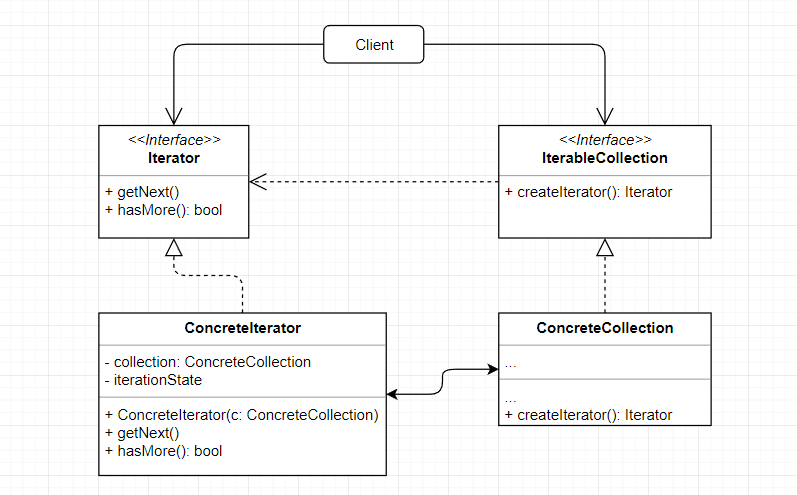 Client
<<Interface>>
Iterator
+ getNext()
+ hasMore(): bool
<<Interface>>
IterableCollection
+ createIterator(): Iterator
ConcreteIterator
- collection: ConcreteCollection
- iterationState
+ ConcreteIterator(c: ConcreteCollection)
+ getNext()
+ hasMore(): bool
ConcreteCollection
...
...
+ createIterator(): Iterator